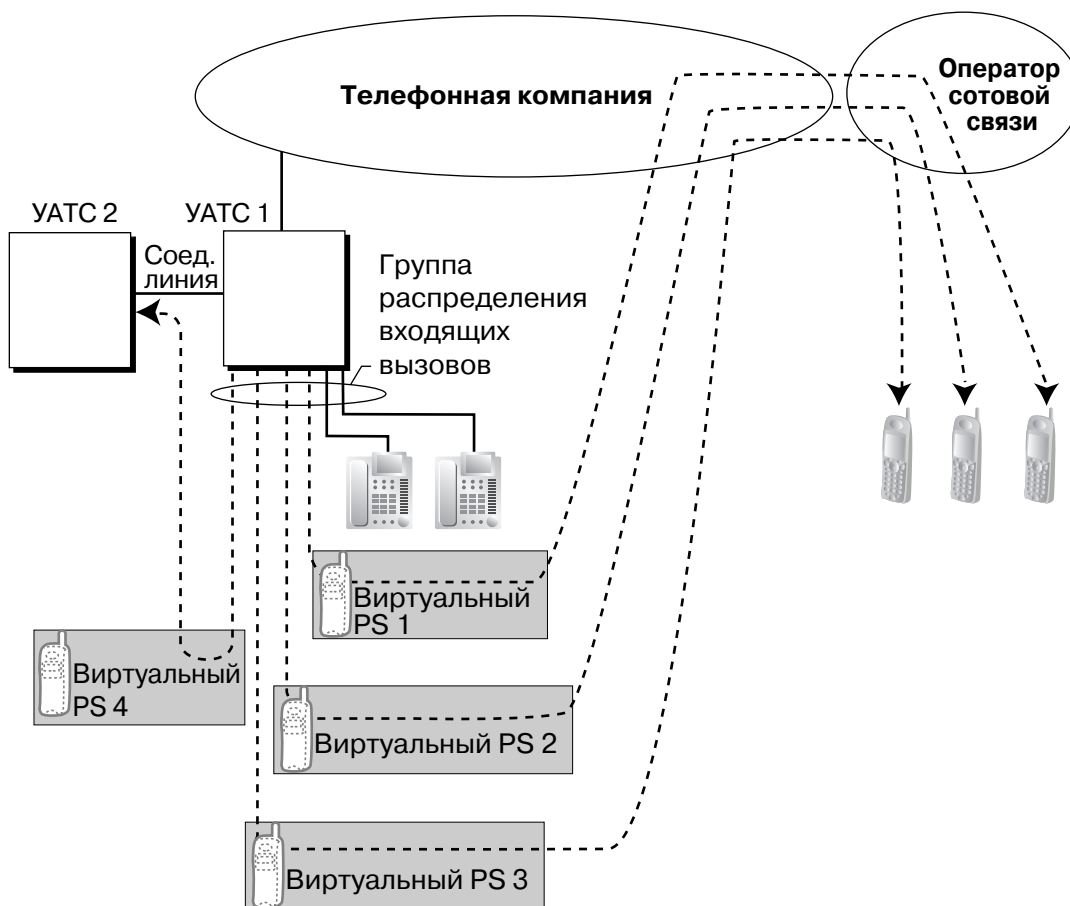 Телефонная компания
Оператор
сотовой
связи
УАТС 2
УАТС 1
Соед.
линия
Группа
распределения
входящих
вызовов
Виртуальный
PS 1
Виртуальный
PS 4
Виртуальный PS 2
Виртуальный PS 3